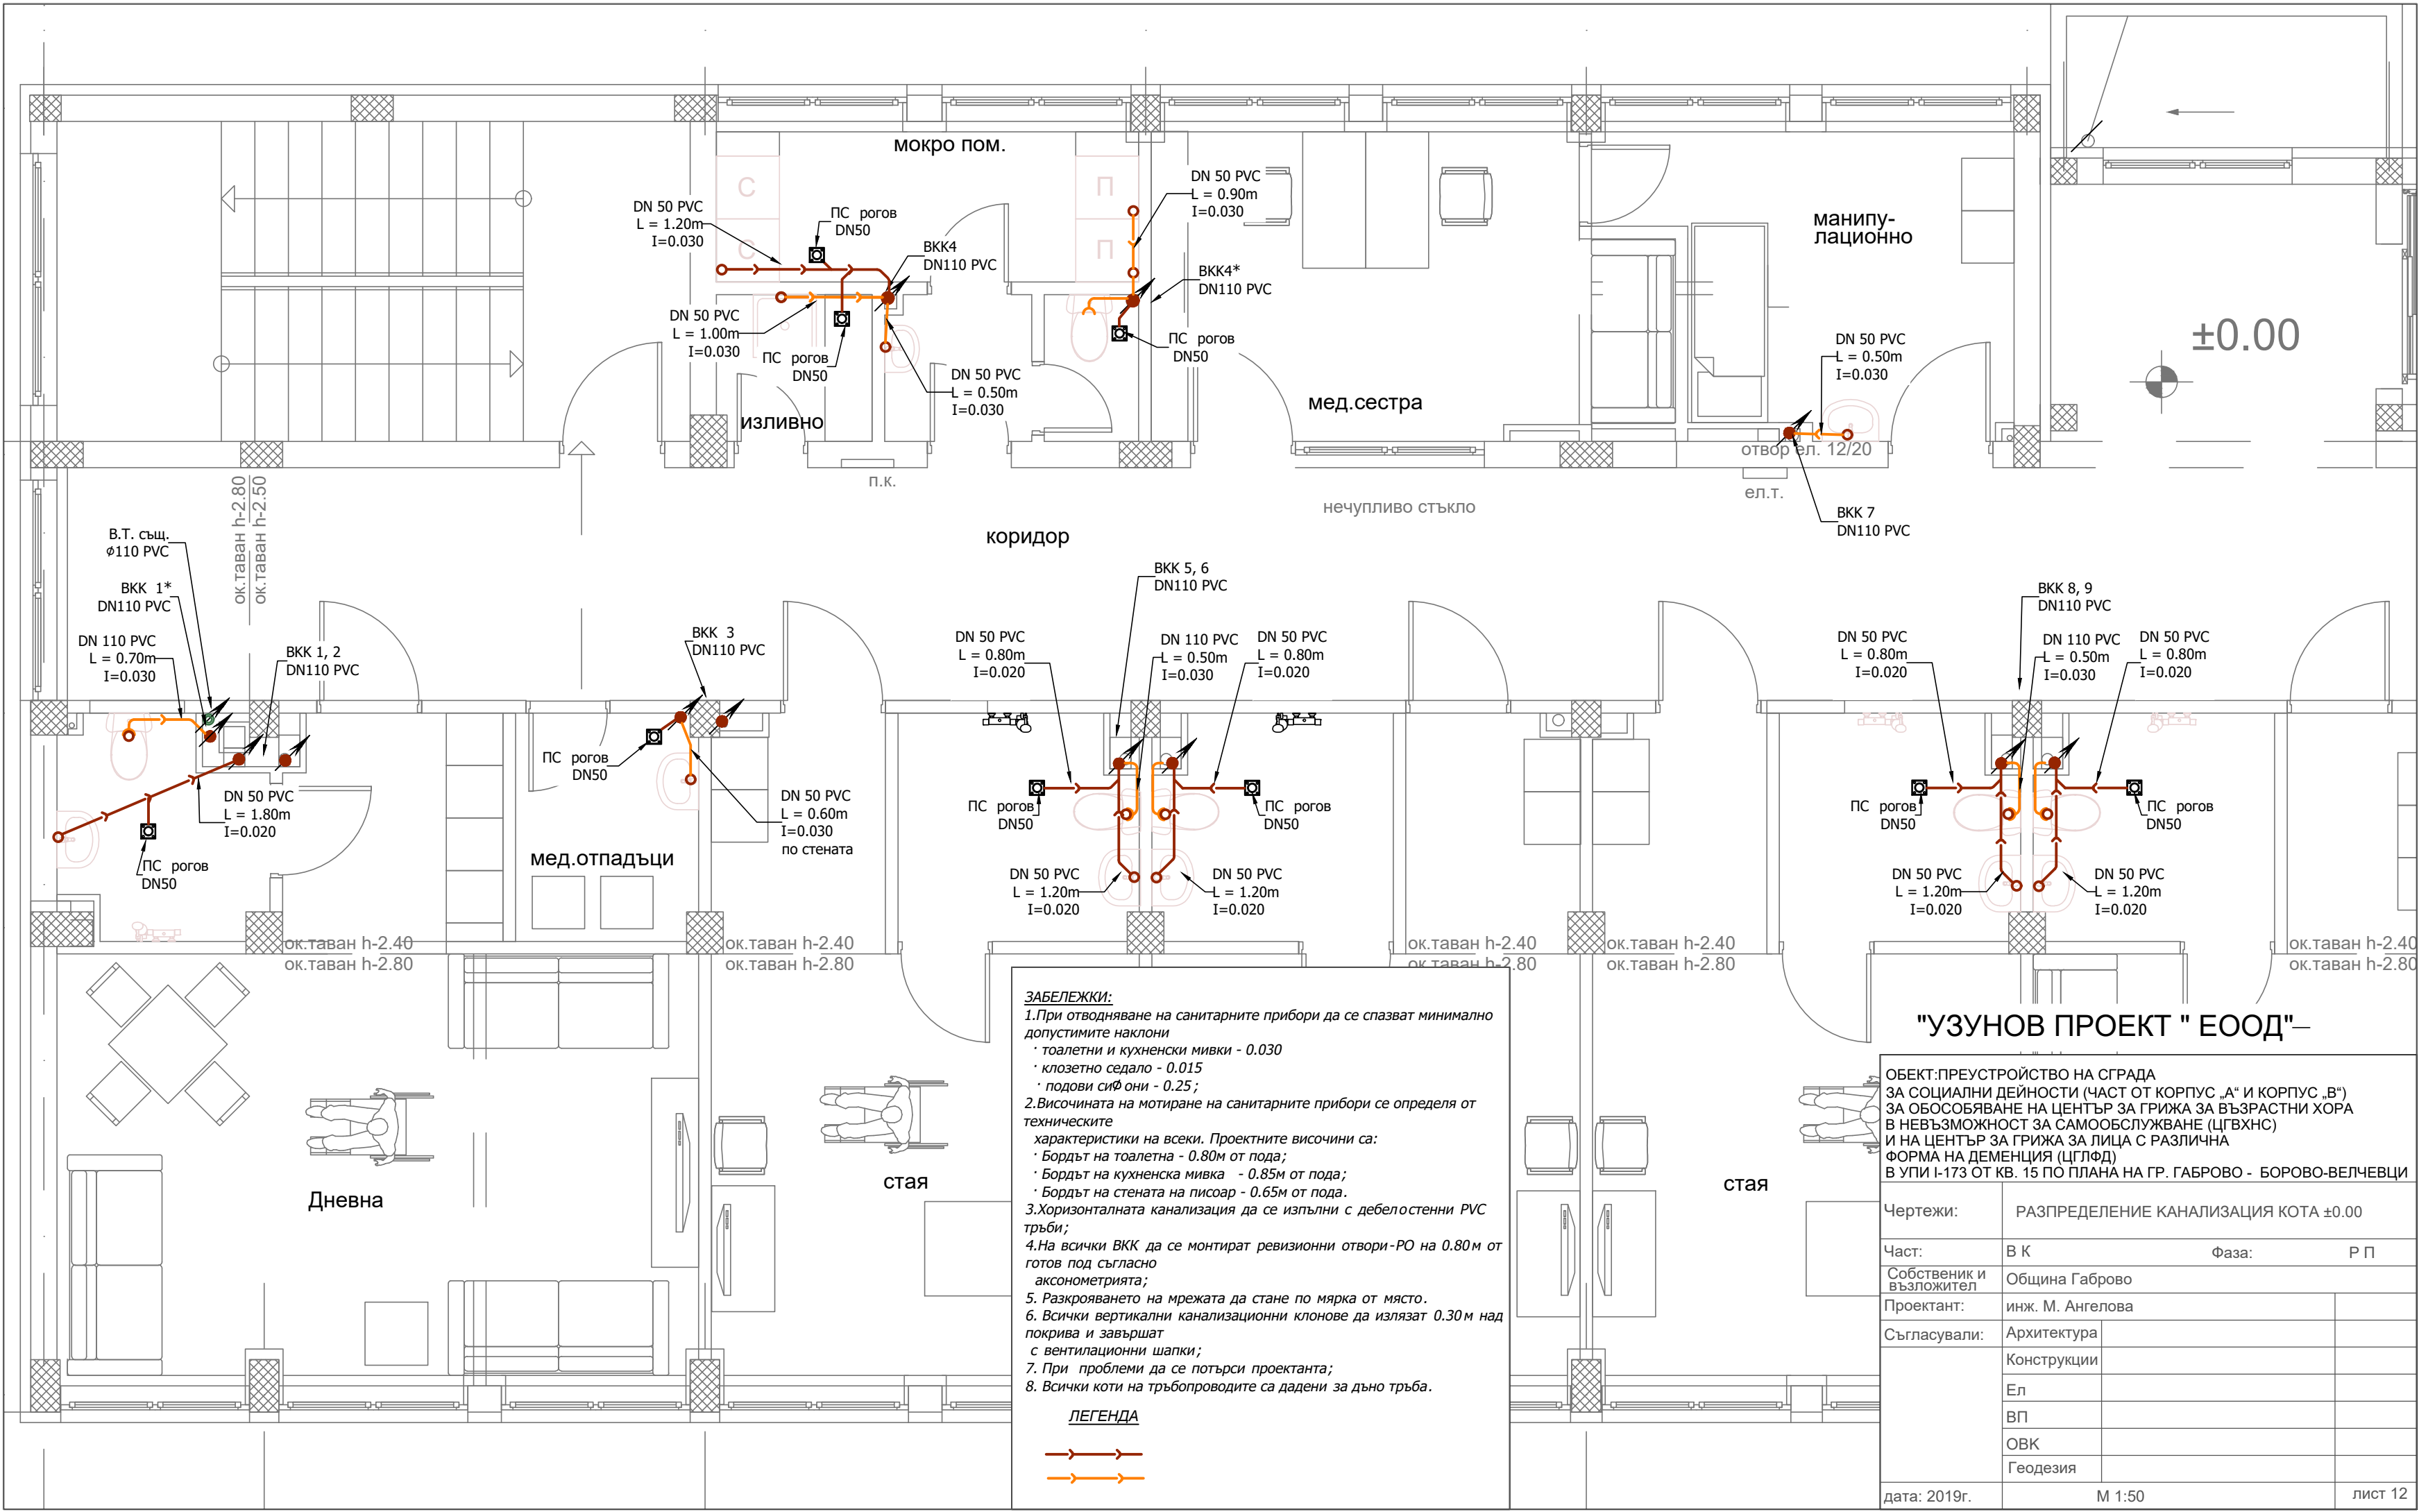 мокро пом.
С
С
П
П
DN 50 PVC
L = 1.20m
I=0.030
ПС рогов
DN50
ВКК4
DN110 PVC
DN 50 PVC
L = 0.90m
I=0.030
ВКК4*
DN110 PVC
DN 50 PVC
L = 1.00m
I=0.030
ПС рогов
DN50
DN 50 PVC
L = 0.50m
I=0.030
ПС рогов
DN50
изливно
мед.сестра
манипу-
лационно
DN 50 PVC
L = 0.50m
I=0.030
±0.00
отвор ел. 12/20
п.к.
ел.т.
нечупливо стъкло
ВКК 7
DN110 PVC
коридор
ок.таван h-2.80
ок.таван h-2.50
В.Т. същ.
ф110 PVC
ВКК 1*
DN110 PVC
DN 110 PVC
L = 0.70m
I=0.030
ВКК 1, 2
DN110 PVC
DN 50 PVC
L = 1.80m
I=0.020
ПС рогов
DN50
ВКК 3
DN110 PVC
ПС рогов
DN50
DN 50 PVC
L = 0.60m
I=0.030
по стената
мед.отпадъци
ВКК 5, 6
DN110 PVC
DN 50 PVC
L = 0.80m
I=0.020
DN 110 PVC
L = 0.50m
I=0.030
DN 50 PVC
L = 0.80m
I=0.020
ПС рогов
DN50
ПС рогов
DN50
DN 50 PVC
L = 1.20m
I=0.020
DN 50 PVC
L = 1.20m
I=0.020
ВКК 8, 9
DN110 PVC
DN 50 PVC
L = 0.80m
I=0.020
DN 110 PVC
L = 0.50m
I=0.030
DN 50 PVC
L = 0.80m
I=0.020
ПС рогов
DN50
ПС рогов
DN50
DN 50 PVC
L = 1.20m
I=0.020
DN 50 PVC
L = 1.20m
I=0.020
ок.таван h-2.40
ок.таван h-2.80
ок.таван h-2.40
ок.таван h-2.80
ок.таван h-2.40
ок.таван h-2.80
ок.таван h-2.40
ок.таван h-2.80
ок.таван h-2.40
ок.таван h-2.80
Дневна
стая
стая
ЗАБЕЛЕЖКИ:
1.При отводняване на санитарните прибори да се спазват минимално
допустимите наклони
· тоалетни и кухненски мивки - 0.030
· клозетно седало - 0.015
· подови сифони - 0.25;
2.Височината на мотиране на санитарните прибори се определя от
техническите
характеристики на всеки. Проектните височини са:
· Бордът на тоалетна - 0.80м от пода;
· Бордът на кухненска мивка - 0.85м от пода;
· Бордът на стената на писоар - 0.65м от пода.
3.Хоризонталната канализация да се изпълни с дебелостенни PVC
тръби;
4.На всички ВКК да се монтират ревизионни отвори-РО на 0.80м от
готов под съгласно
аксонометрията;
5. Разкрояването на мрежата да стане по мярка от място.
6. Всички вертикални канализационни клонове да излязат 0.30м над
покрива и завършат
с вентилационни шапки;
7. При проблеми да се потърси проектанта;
8. Всички коти на тръбопроводите са дадени за дъно тръба.
ЛЕГЕНДА
"УЗУНОВ ПРОЕКТ " ЕООД"
ОБЕКТ:ПРЕУСТРОЙСТВО НА СГРАДА
ЗА СОЦИАЛНИ ДЕЙНОСТИ (ЧАСТ ОТ КОРПУС „А“ И КОРПУС „В“)
ЗА ОБОСОБЯВАНЕ НА ЦЕНТЪР ЗА ГРИЖА ЗА ВЪЗРАСТНИ ХОРА
В НЕВЪЗМОЖНОСТ ЗА САМООБСЛУЖВАНЕ (ЦГВХНС)
И НА ЦЕНТЪР ЗА ГРИЖА ЗА ЛИЦА С РАЗЛИЧНА
ФОРМА НА ДЕМЕНЦИЯ (ЦГЛФД)
В УПИ I-173 ОТ КВ. 15 ПО ПЛАНА НА ГР. ГАБРОВО - БОРОВО-ВЕЛЧЕВЦИ
Чертежи: РАЗПРЕДЕЛЕНИЕ КАНАЛИЗАЦИЯ КОТА ±0.00
Част: В К Фаза: Р П
Собственик и
възложител Община Габрово
Проектант: инж. М. Ангелова
Съгласували: Архитектура
Конструкции
Ел
ВП
ОВК
Геодезия
дата: 2019г. М 1:50 лист 12